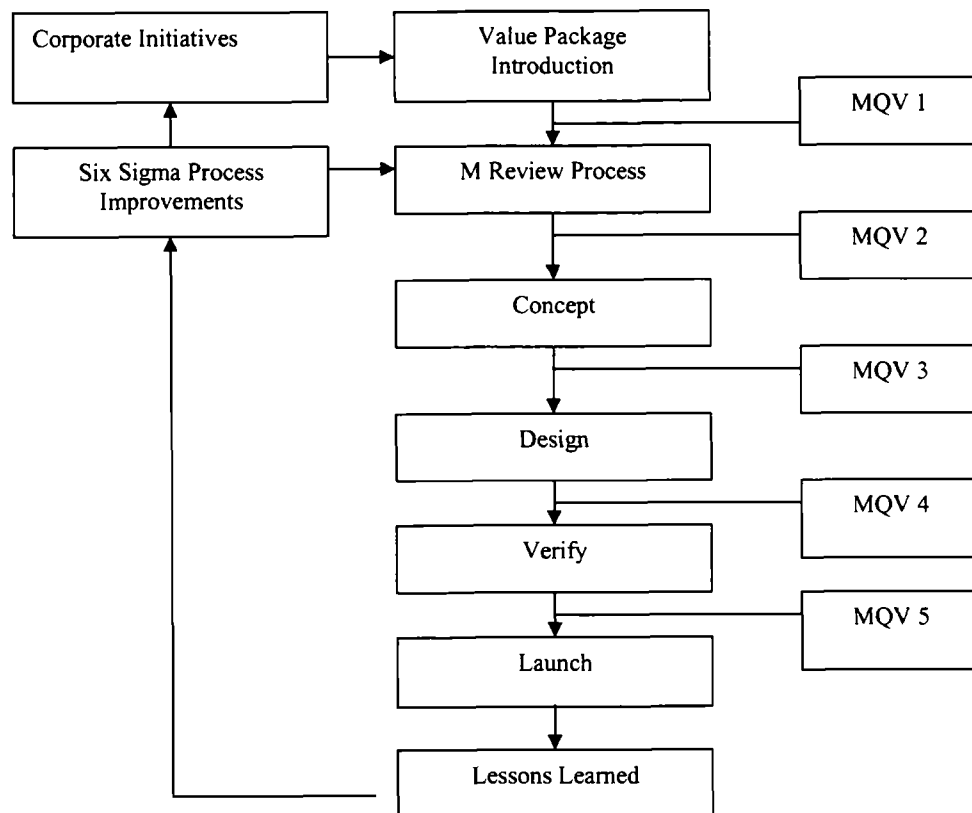 Corporate Initiatives
Value Package
Introduction
MQV 1
Six Sigma Process
Improvements
M Review Process
MQV 2
Concept
MQV 3
Design
MQV 4
Verify
MQV 5
Launch
Lessons Learned